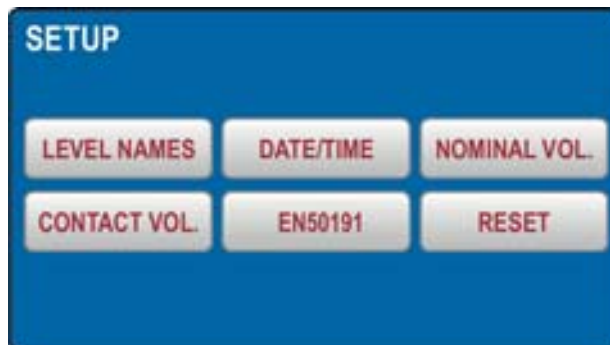 SETUP
LEVEL NAMES DATE/TIME NOMINAL VOL.
CONTACT VOL. EN50191 RESET